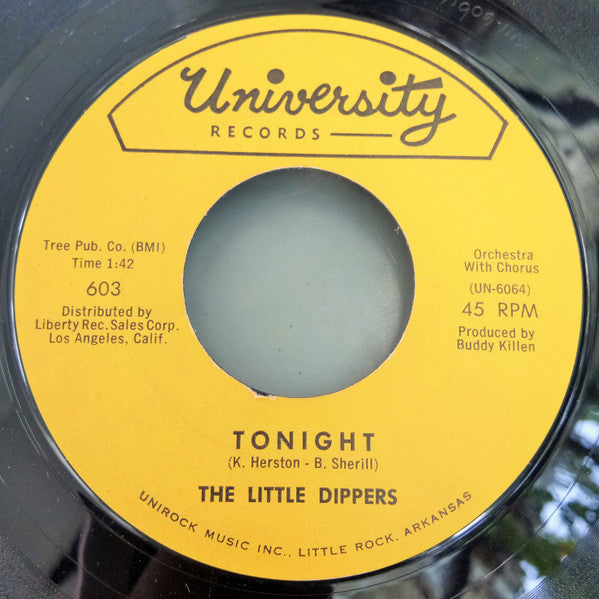 University
RECORDS
Tree Pub. Co. (BMI)
Time 1:42
603
Distributed by
Liberty Rec. Sales Corp.
Los Angeles, Calif.
Orchestra
With Chorus
(UN-6064)
45 RPM
Produced by
Buddy Killen
TONIGHT
(K. Herston - B. Sherill)
THE LITTLE DIPPERS
UNIROCK MUSIC INC., LITTLE ROCK, ARKANSAS